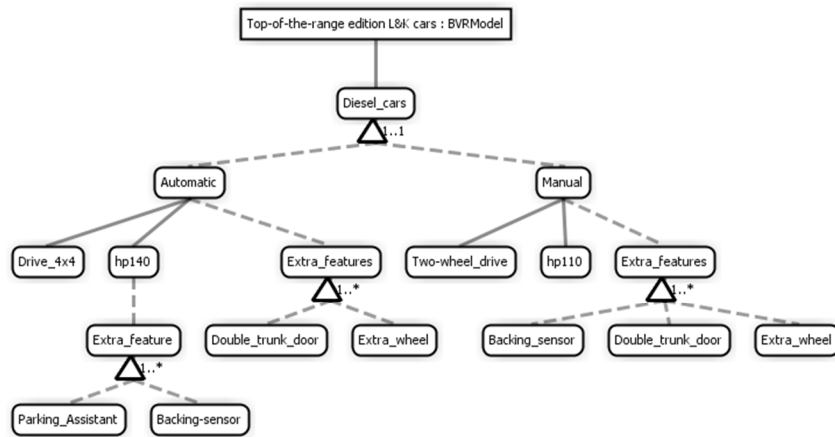 Top-of-the-range edition L&K cars : BVRModel
Diesel_cars
1..1
Automatic
Manual
Drive_4x4
hp140
Extra_features
Two-wheel_drive
hp110
Extra_features
1..*
1..*
Extra_feature
Double_trunk_door
Extra_wheel
Backing_sensor
Double_trunk_door
Extra_wheel
1..*
Parking_Assistant
Backing-sensor